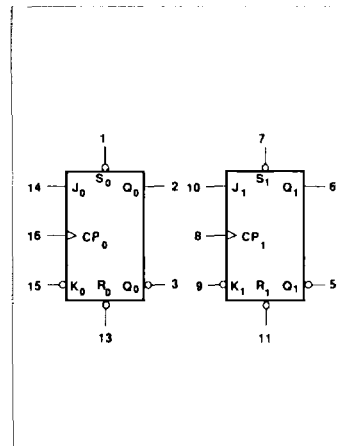 1 7
S₀ S₁
14 J₀ Q₀ 2 10 J₁ Q₁ 6
16 CP₀ 8 CP₁
15 K₀ R₀ Q₀ 3 9 K₁ R₁ Q₁ 5
13 11